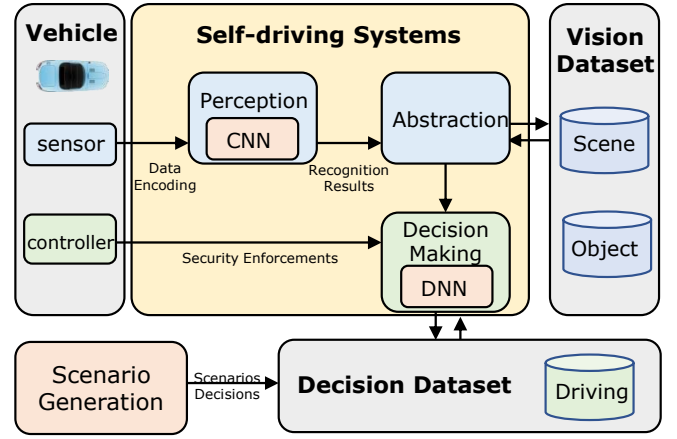 Vehicle
Self-driving Systems
Vision
Dataset
sensor
Perception
CNN
Abstraction
Scene
Data
Encoding
Recognition
Results
controller
Security Enforcements
Decision
Making
DNN
Object
Scenario
Generation
Scenarios
Decisions
Decision Dataset
Driving